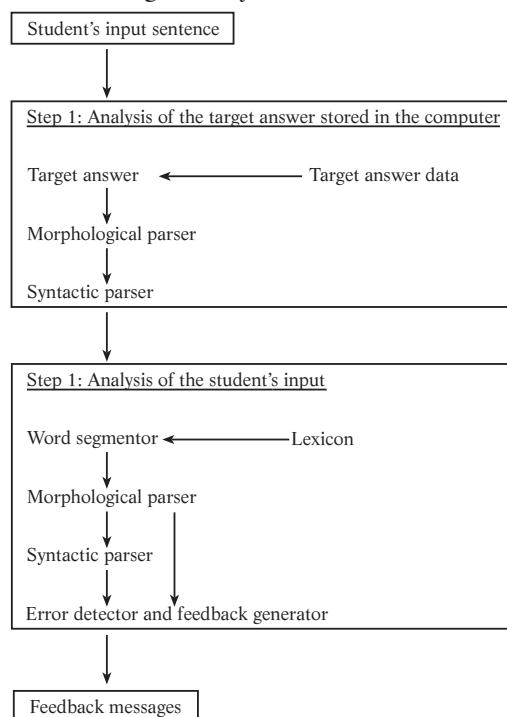 Student's input sentence
Step 1: Analysis of the target answer stored in the computer
Target answer Target answer data
Morphological parser
Syntactic parser
Step 1: Analysis of the student's input
Word segmentor Lexicon
Morphological parser
Syntactic parser
Error detector and feedback generator
Feedback messages